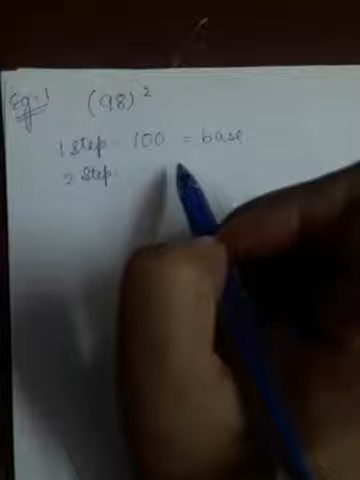 Eg:1 (98)²
1 step- 100 = base.
2 step-